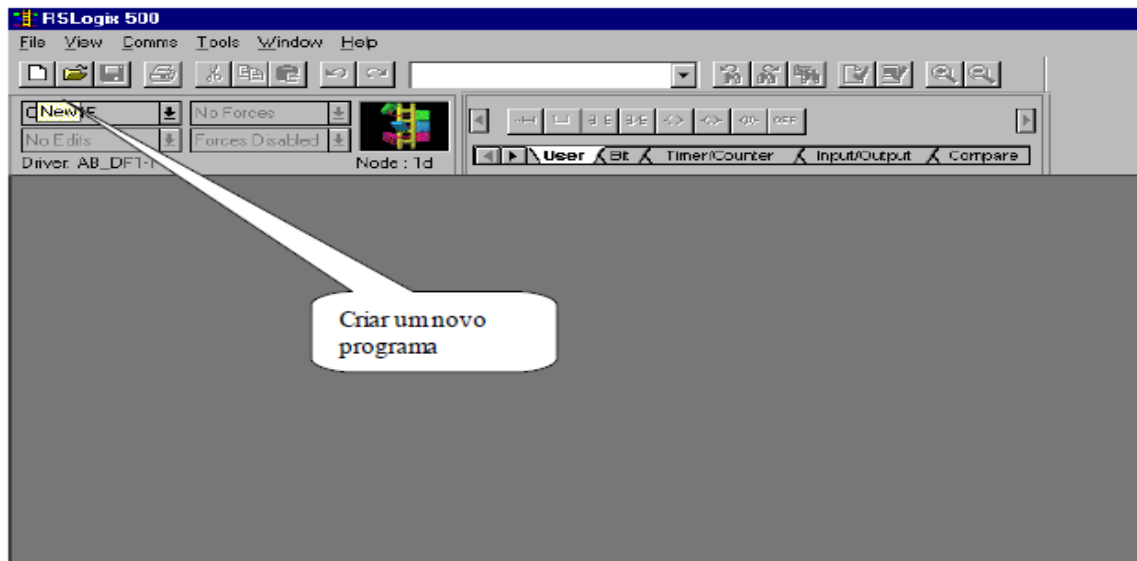 RSLogix 500
File View Comms Tools Window Help
New
No Forces
No Edits
Forces Disabled
Driver: AB_DF1-1
Node : 1d
User Bit Timer/Counter Input/Output Compare
Criar um novo
programa